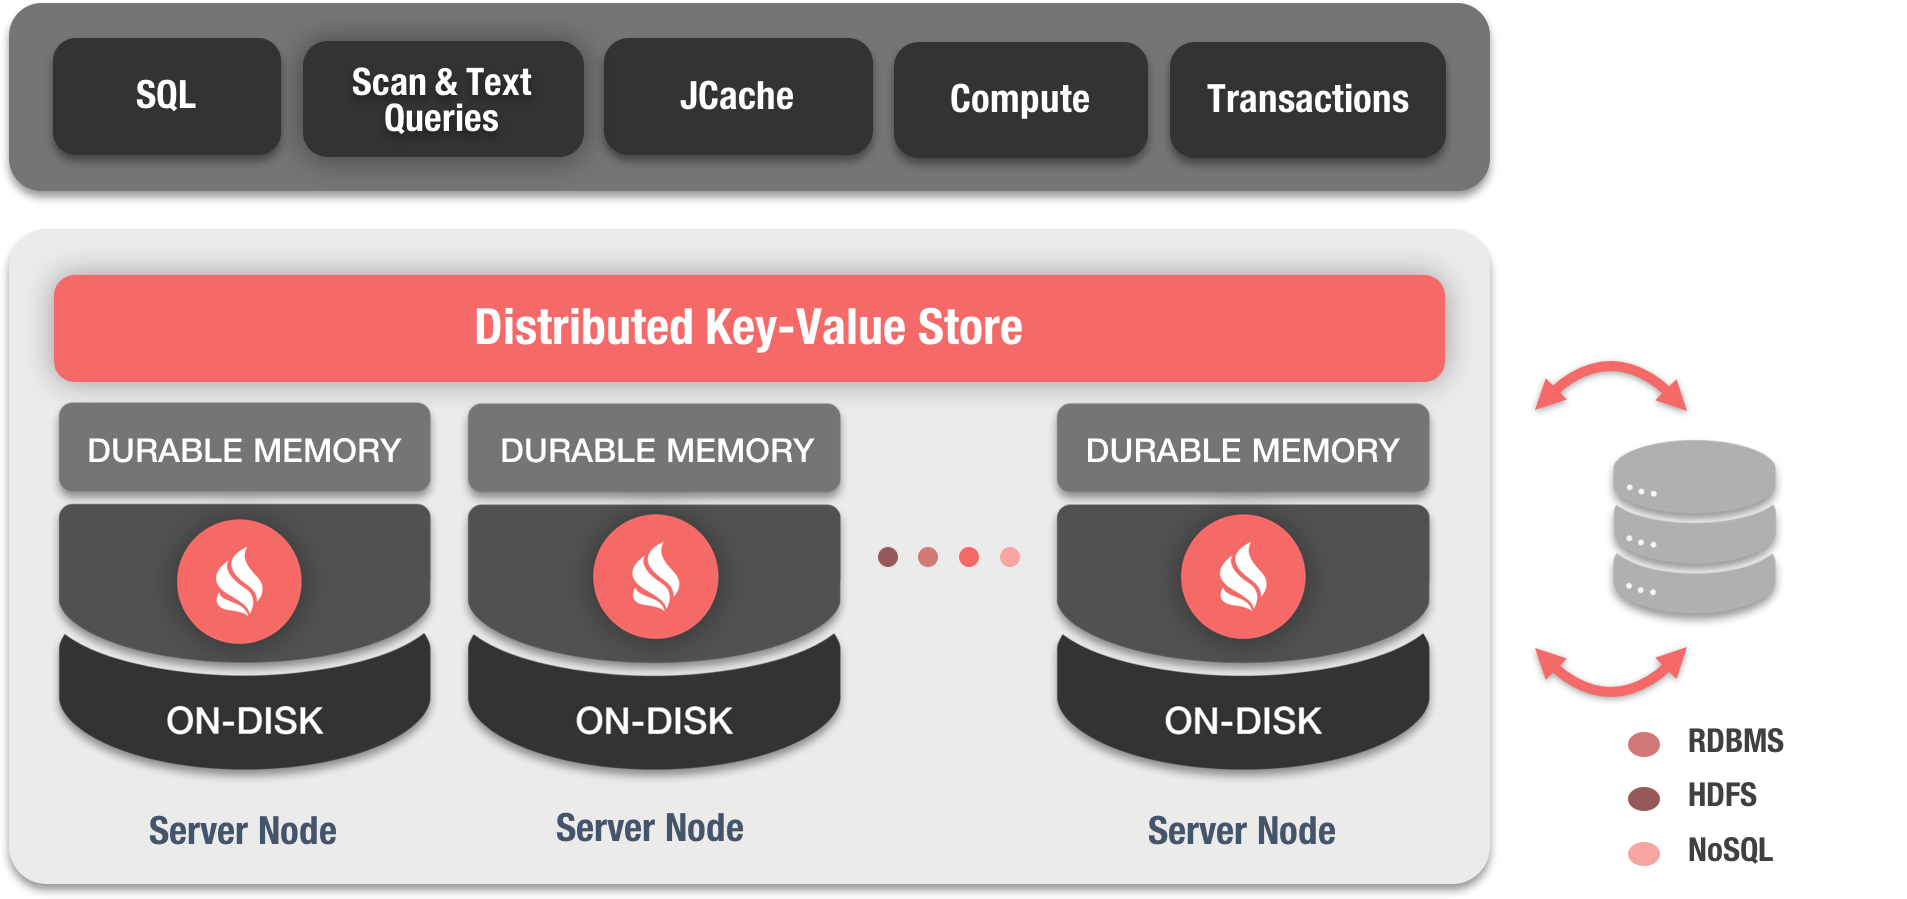 SQL
Scan & Text
Queries
JCache
Compute
Transactions
Distributed Key-Value Store
DURABLE MEMORY
DURABLE MEMORY
DURABLE MEMORY
ON-DISK
ON-DISK
ON-DISK
Server Node
Server Node
Server Node
RDBMS
HDFS
NoSQL